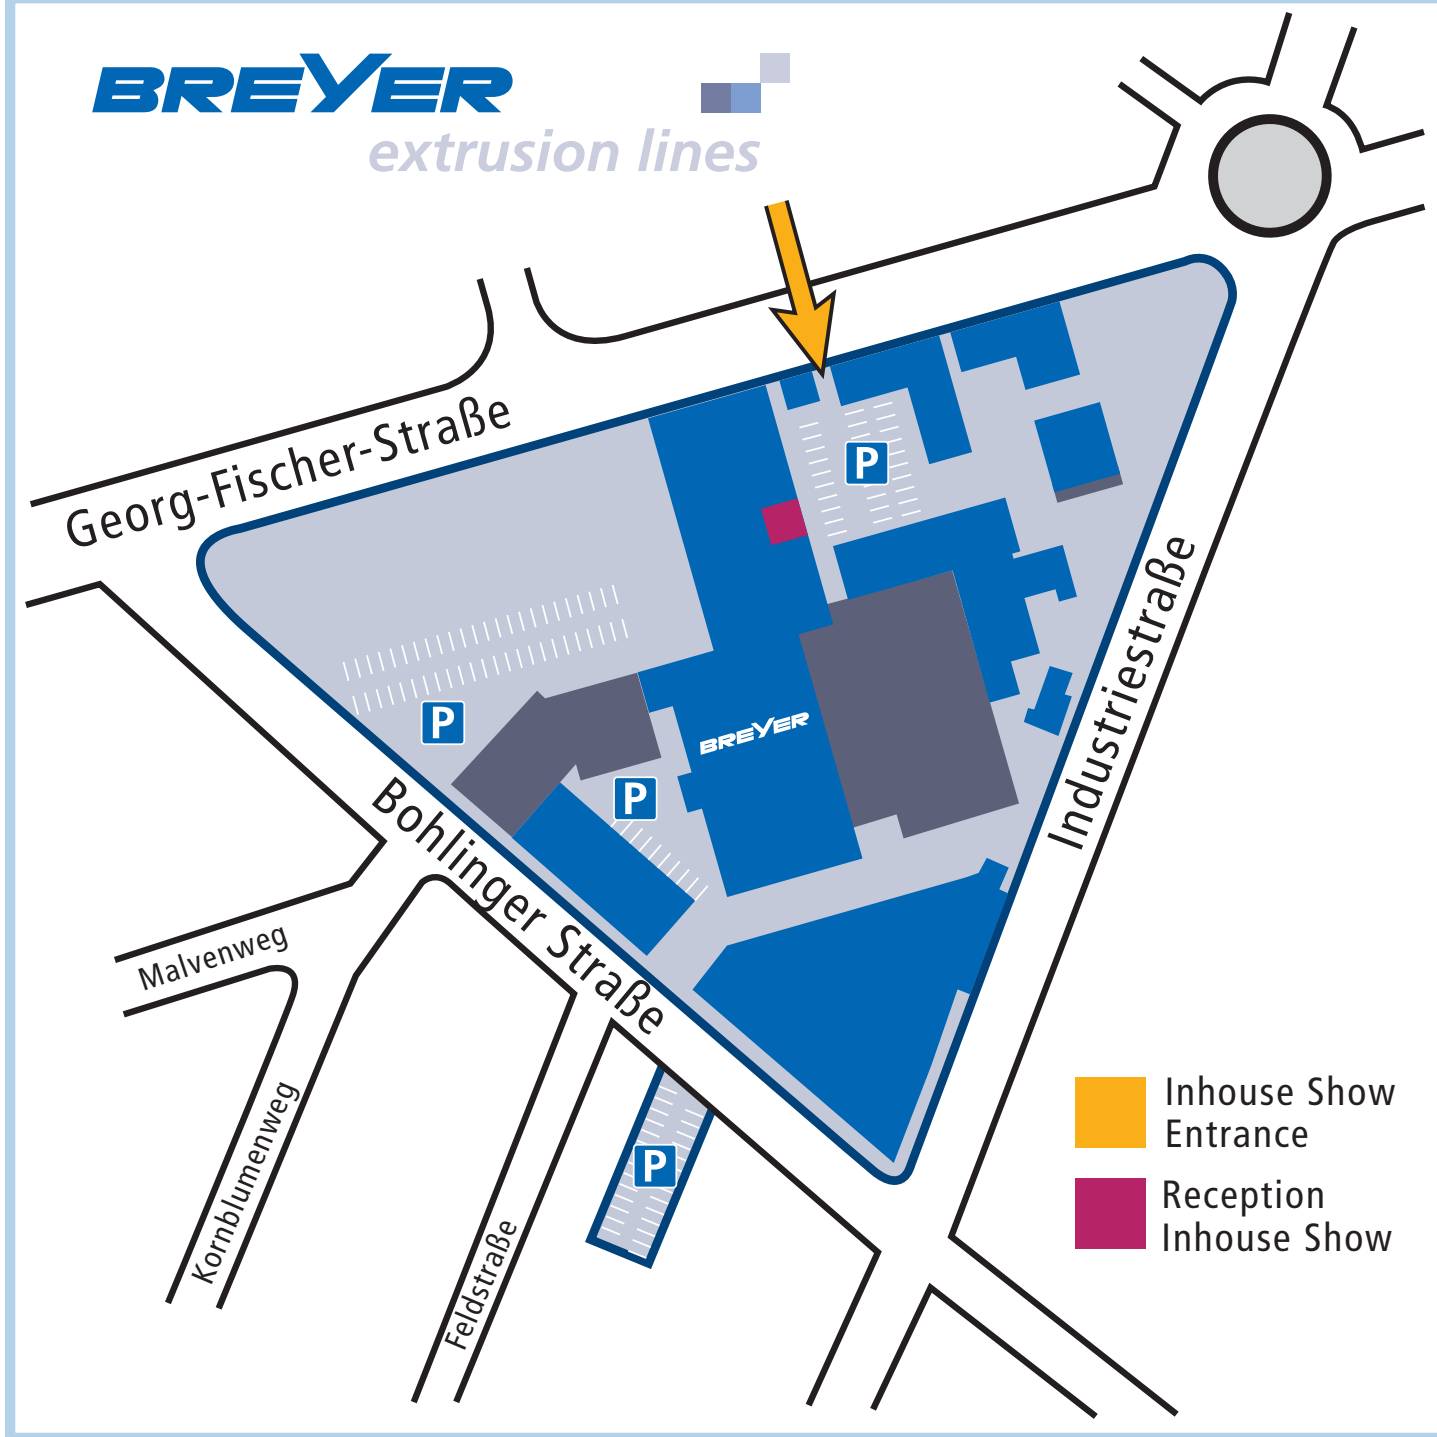 BREYER
extrusion lines
Georg-Fischer-Straße
P
Industriestraße
P
BREYER
P
Bohlinger Straße
Malvenweg
Kornblumenweg
Feldstraße
P
Inhouse Show
Entrance
Reception
Inhouse Show